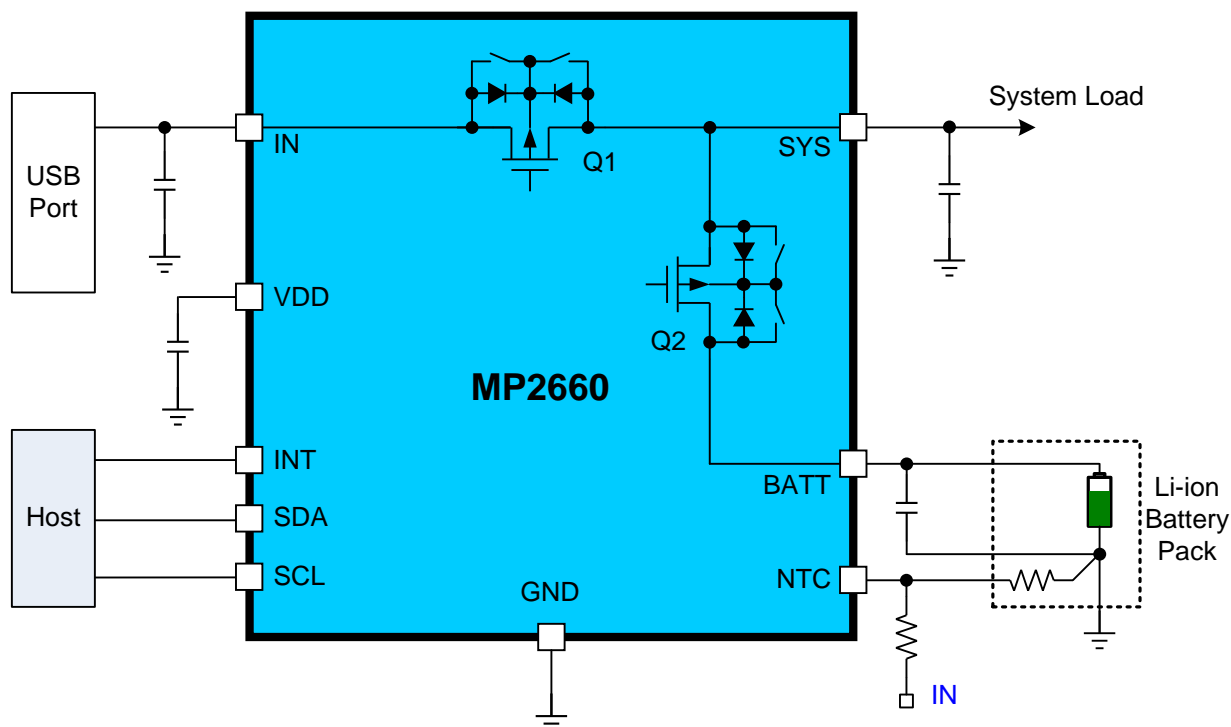 System Load
IN
Q1
SYS
USB
Port
VDD
Q2
MP2660
INT
BATT
Li-ion
Battery
Pack
Host
SDA
SCL
NTC
GND
IN